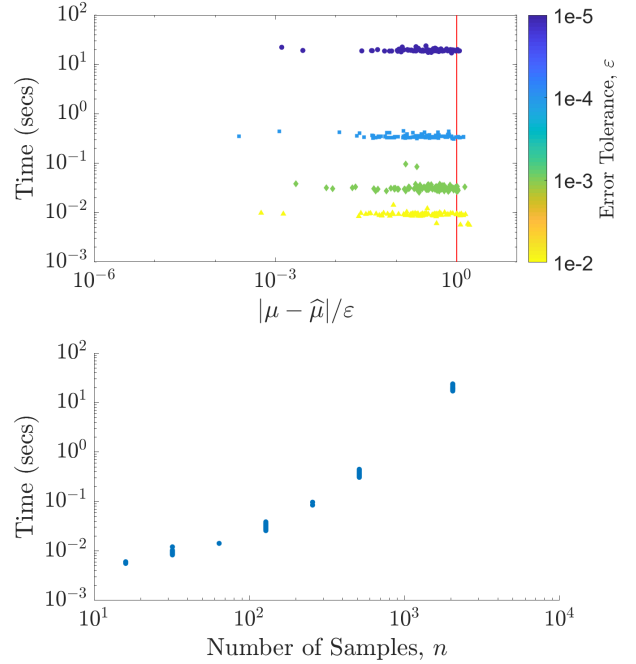 10^2
10^1
10^0
10^-1
10^-2
10^-3
Time (secs)
10^-6
10^-3
10^0
|μ − μ̂|/ε
1e-5
1e-4
1e-3
1e-2
Error Tolerance, ε
10^2
10^1
10^0
10^-1
10^-2
10^-3
Time (secs)
10^1
10^2
10^3
10^4
Number of Samples, n